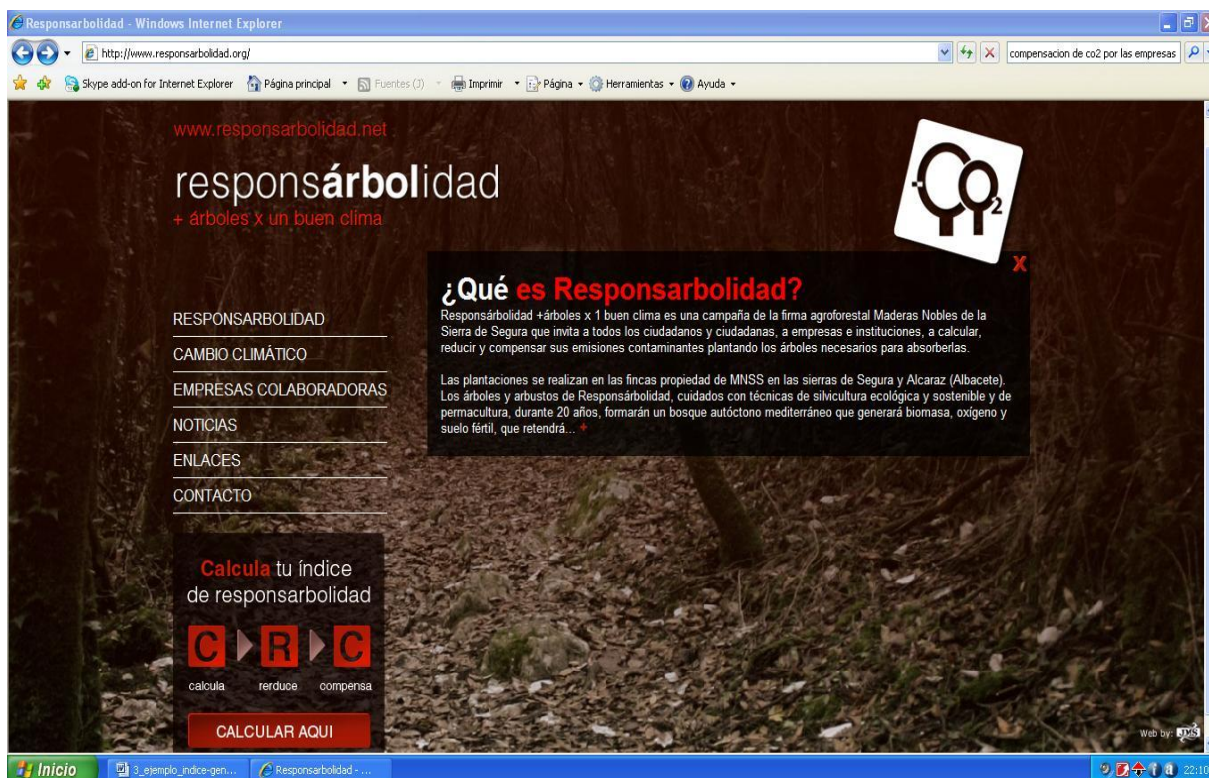 Responsarbolidad - Windows Internet Explorer
http://www.responsarbolidad.org/
compensacion de co2 por las empresas
Skype add-on for Internet Explorer Página principal Fuentes (J) Imprimir Página Herramientas Ayuda
www.responsarbolidad.net
responsárbolidad
+ árboles x un buen clima
-CO2
X
¿Qué es Responsarbolidad?
Responsárbolidad +árboles x 1 buen clima es una campaña de la firma agroforestal Maderas Nobles de la
Sierra de Segura que invita a todos los ciudadanos y ciudadanas, a empresas e instituciones, a calcular,
reducir y compensar sus emisiones contaminantes plantando los árboles necesarios para absorberlas.
Las plantaciones se realizan en las fincas propiedad de MNSS en las sierras de Segura y Alcaraz (Albacete).
Los árboles y arbustos de Responsárbolidad, cuidados con técnicas de silvicultura ecológica y sostenible y de
permacultura, durante 20 años, formarán un bosque autóctono mediterráneo que generará biomasa, oxígeno y
suelo fértil, que retendrá... +
RESPONSARBOLIDAD
CAMBIO CLIMÁTICO
EMPRESAS COLABORADORAS
NOTICIAS
ENLACES
CONTACTO
Calcula tu índice
de responsarbolidad
C R C
calcula rerduce compensa
CALCULAR AQUI
Web by:
Inicio 3_ejemplo_indice-gen... Responsarbolidad - ... 22:10